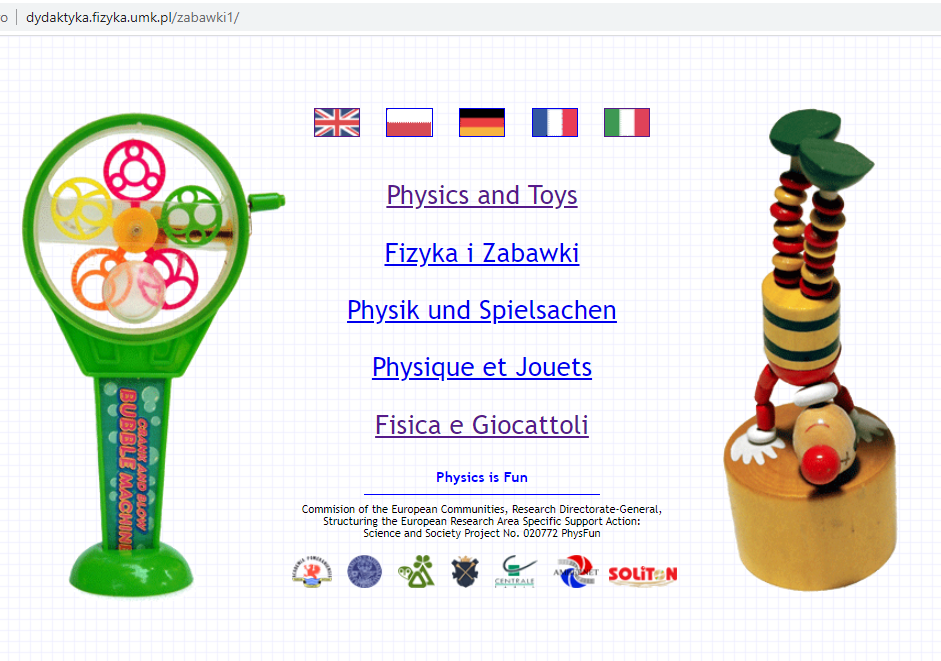 dydaktyka.fizyka.umk.pl/zabawki1/
Physics and Toys
Fizyka i Zabawki
Physik und Spielsachen
Physique et Jouets
Fisica e Giocattoli
CRANK AND BLOW
BUBBLE MACHINE
Physics is Fun
Commision of the European Communities, Research Directorate-General,
Structuring the European Research Area Specific Support Action:
Science and Society Project No. 020772 PhysFun
CENTRALE
SOLITON